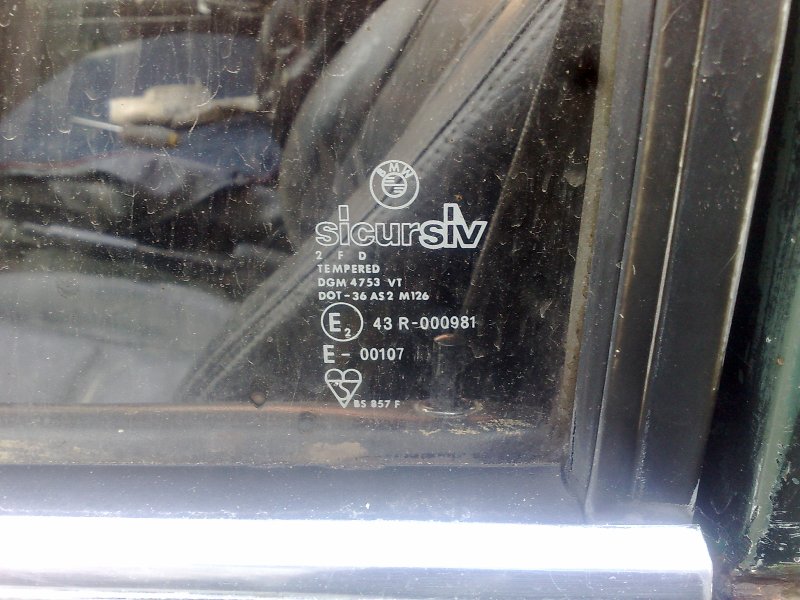 BMW
sicursiv
2 F D
TEMPERED
DGM 4753 VT
DOT-36 AS2 M126
E2 43 R-000981
E-00107
S
BS 857 F